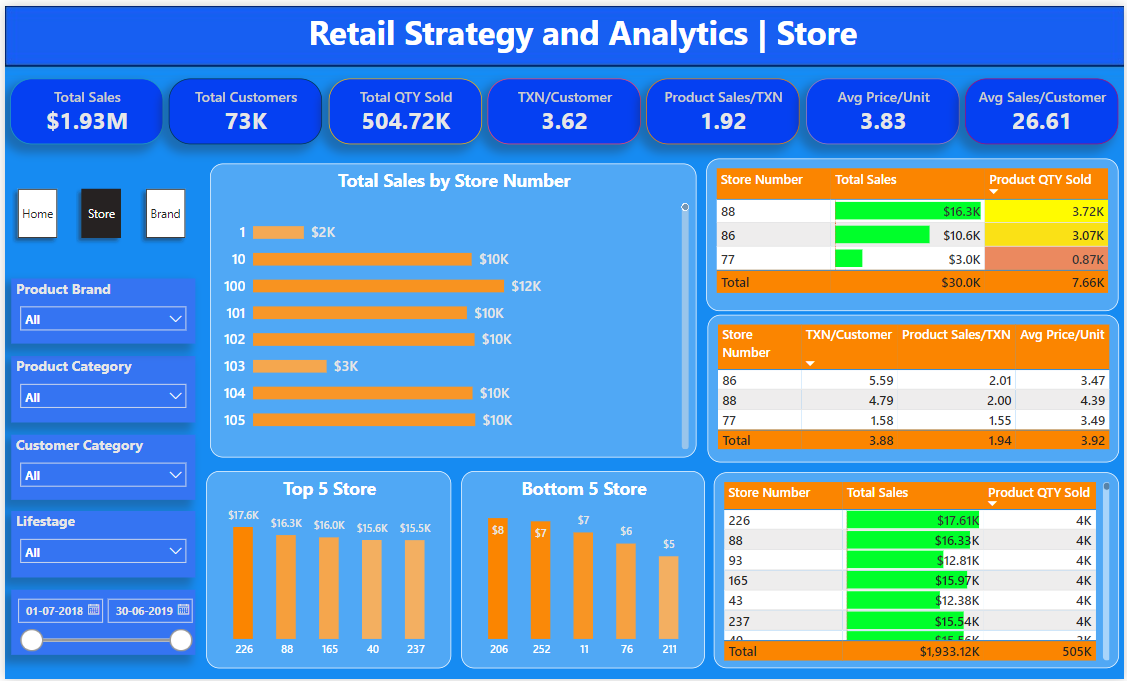 Retail Strategy and Analytics | Store
Total Sales
$1.93M
Total Customers
73K
Total QTY Sold
504.72K
TXN/Customer
3.62
Product Sales/TXN
1.92
Avg Price/Unit
3.83
Avg Sales/Customer
26.61
Home
Store
Brand
Product Brand
All
Product Category
All
Customer Category
All
Lifestage
All
01-07-2018 30-06-2019
Total Sales by Store Number
1 $2K
10 $10K
100 $12K
101 $10K
102 $10K
103 $3K
104 $10K
105 $10K
Top 5 Store
$17.6K $16.3K $16.0K $15.6K $15.5K
226 88 165 40 237
Bottom 5 Store
$8 $7 $7 $6 $5
206 252 11 76 211
Store Number Total Sales Product QTY Sold
88 $16.3K 3.72K
86 $10.6K 3.07K
77 $3.0K 0.87K
Total $30.0K 7.66K
Store Number TXN/Customer Product Sales/TXN Avg Price/Unit
86 5.59 2.01 3.47
88 4.79 2.00 4.39
77 1.58 1.55 3.49
Total 3.88 1.94 3.92
Store Number Total Sales Product QTY Sold
226 $17.61K 4K
88 $16.33K 4K
93 $12.81K 4K
165 $15.97K 4K
43 $12.38K 4K
237 $15.54K 4K
40 $15.56K 3K
Total $1,933.12K 505K